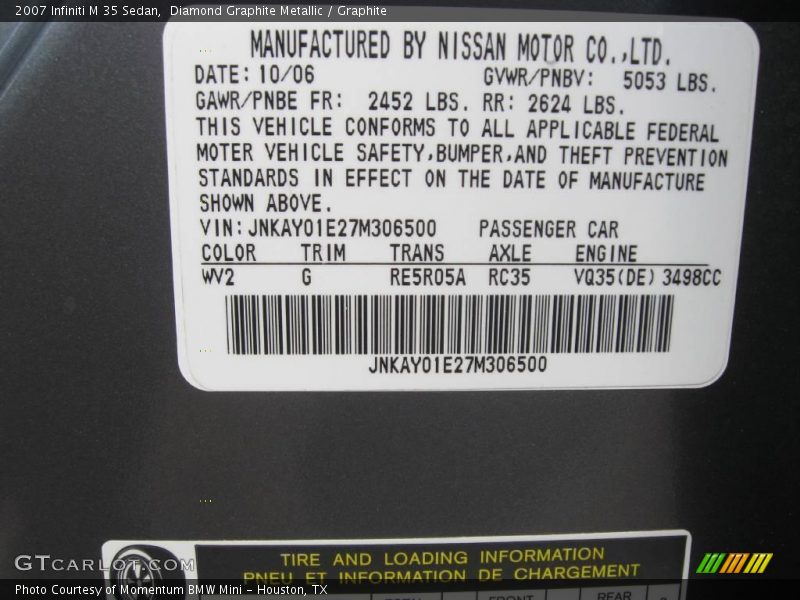 2007 Infiniti M 35 Sedan,  Diamond Graphite Metallic / Graphite
MANUFACTURED BY NISSAN MOTOR CO.,LTD.
DATE: 10/06 GVWR/PNBV: 5053 LBS.
GAWR/PNBE FR: 2452 LBS. RR: 2624 LBS.
THIS VEHICLE CONFORMS TO ALL APPLICABLE FEDERAL
MOTER VEHICLE SAFETY,BUMPER,AND THEFT PREVENTION
STANDARDS IN EFFECT ON THE DATE OF MANUFACTURE
SHOWN ABOVE.
VIN: JNKAY01E27M306500 PASSENGER CAR
COLOR TRIM TRANS AXLE ENGINE
WV2 G RE5R05A RC35 VQ35(DE) 3498CC
JNKAY01E27M306500
TIRE AND LOADING INFORMATION
PNEU ET INFORMATION DE CHARGEMENT
FRONT REAR
GTCARLOT.COM
Photo Courtesy of Momentum BMW Mini - Houston, TX